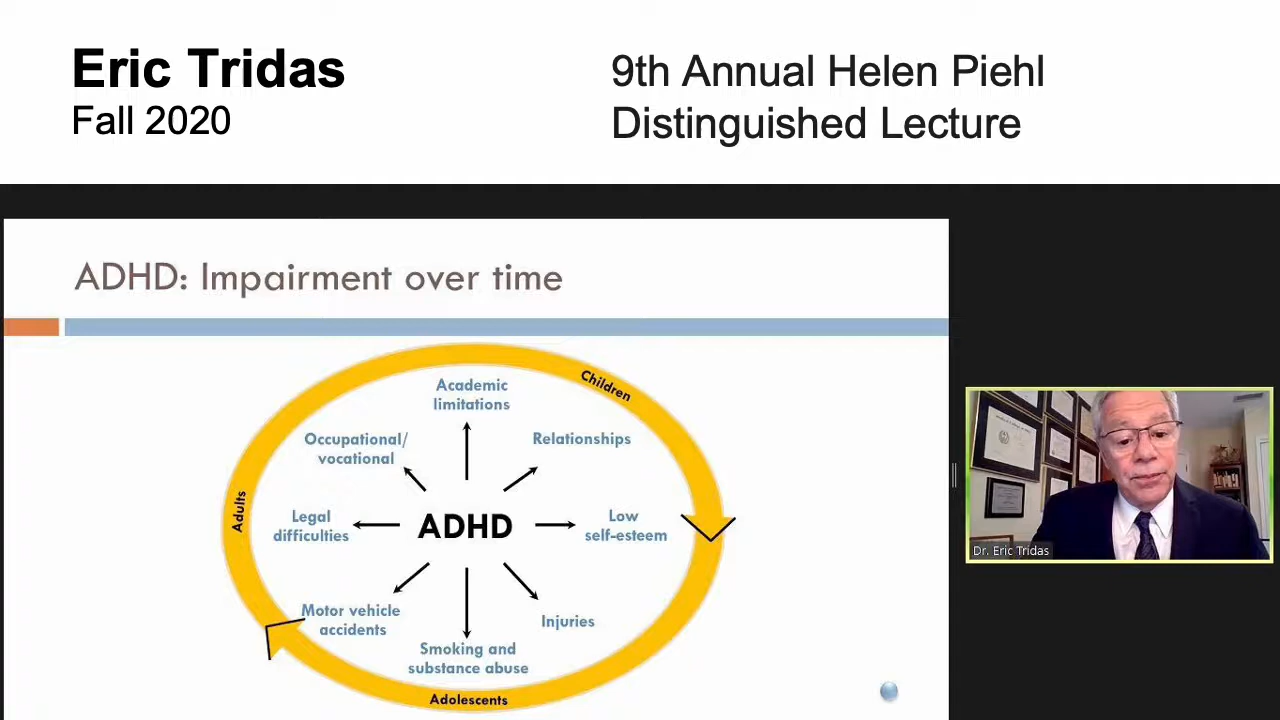 Eric Tridas
Fall 2020
9th Annual Helen Piehl
Distinguished Lecture
ADHD: Impairment over time
Children
Academic
limitations
Occupational/
vocational
Relationships
Adults
Legal
difficulties
ADHD
Low
self-esteem
Motor vehicle
accidents
Injuries
Smoking and
substance abuse
Adolescents
Dr. Eric Tridas